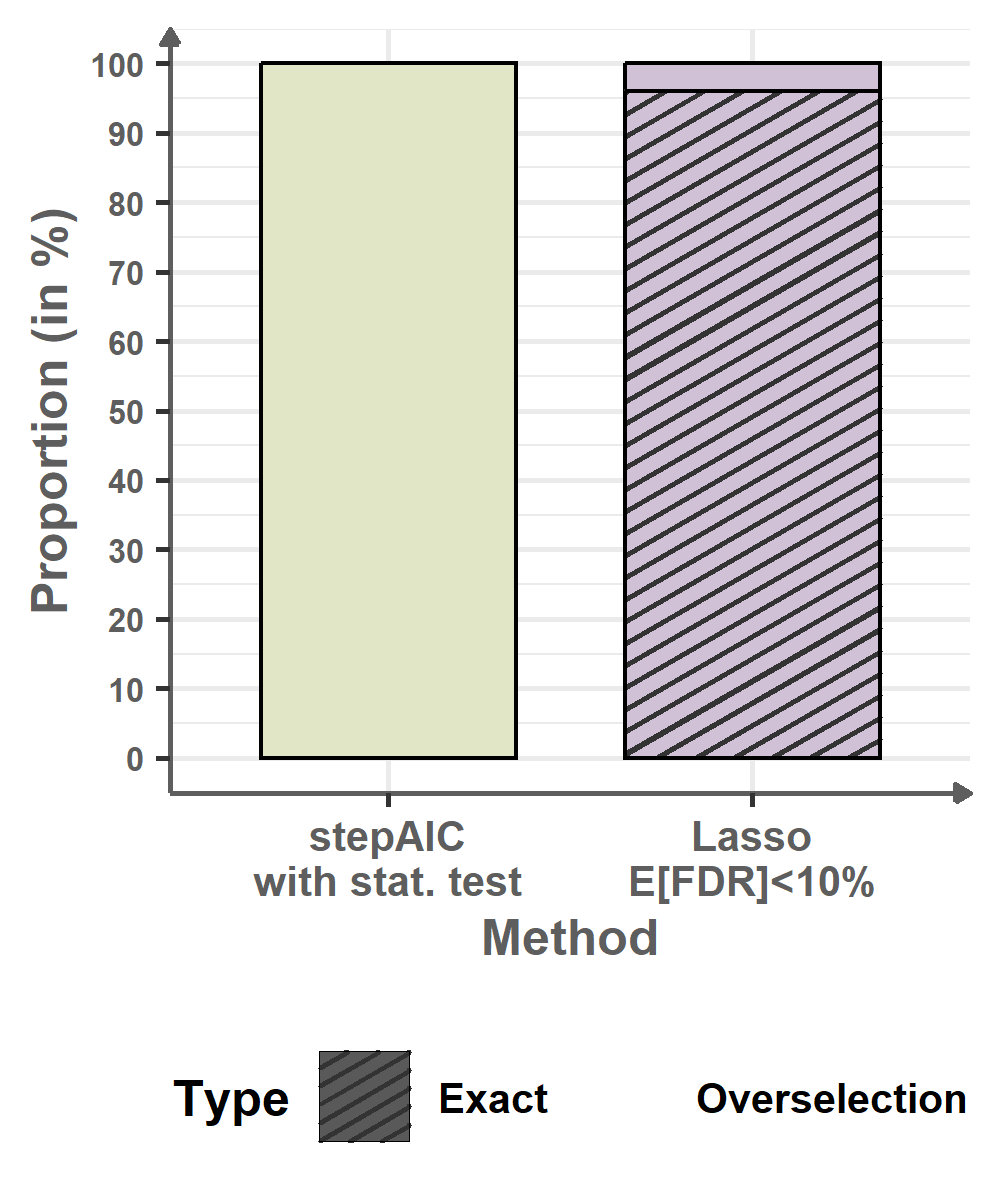 Proportion (in %)
100
90
80
70
60
50
40
30
20
10
0
stepAIC
with stat. test
Lasso
E[FDR]<10%
Method
Type
Exact
Overselection